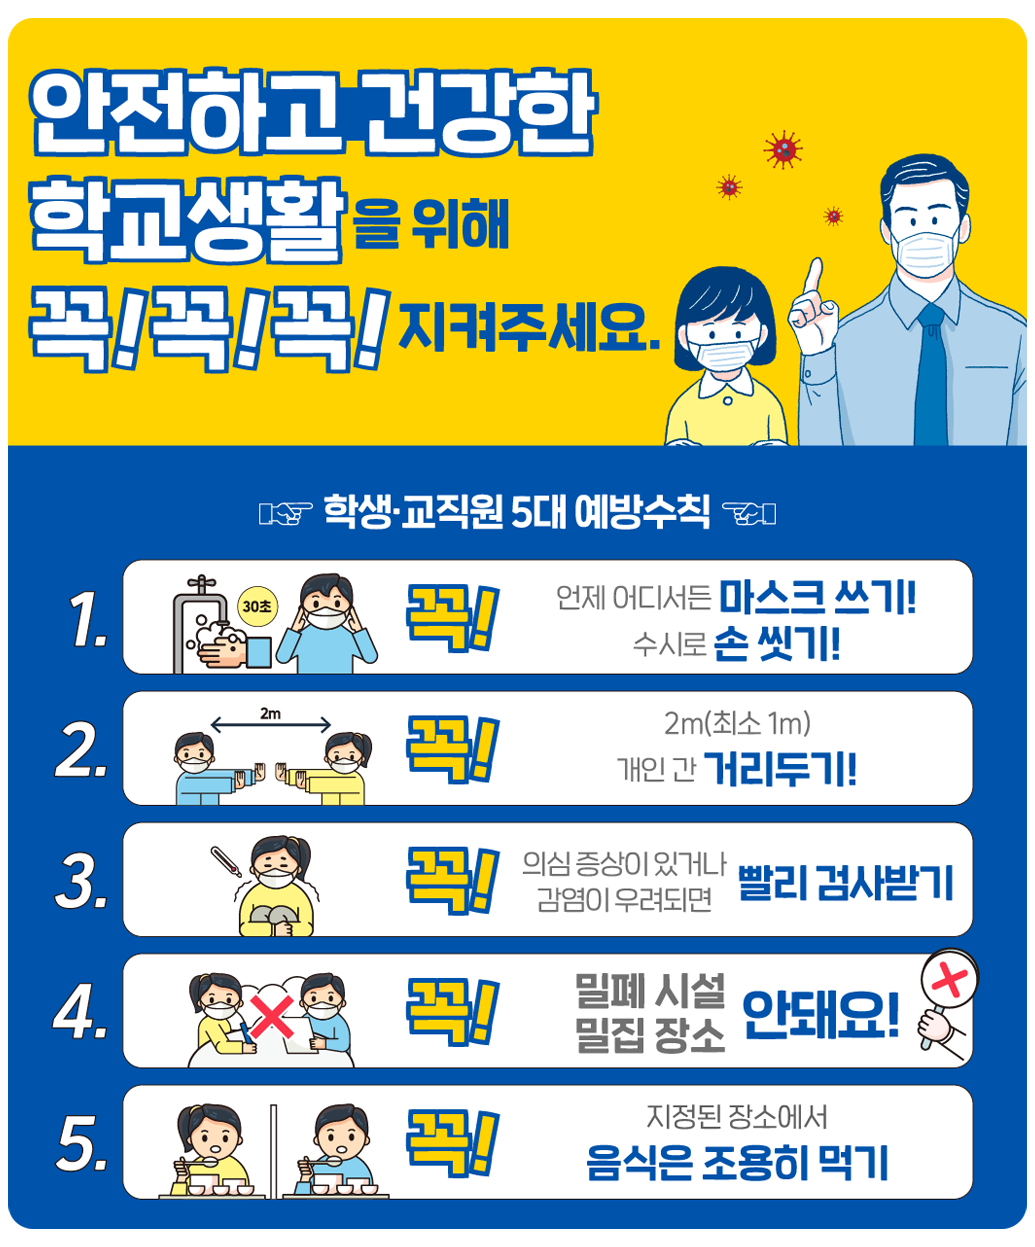 안전하고 건강한
학교생활을 위해
꼭! 꼭! 꼭! 지켜주세요.
학생·교직원 5대 예방수칙
1.
30초
꼭!
언제 어디서든 마스크 쓰기!
수시로 손 씻기!
2.
2m
꼭!
2m(최소 1m)
개인 간 거리두기!
3.
꼭!
의심 증상이 있거나
감염이 우려되면
빨리 검사받기
4.
꼭!
밀폐 시설
밀집 장소
안돼요!
5.
꼭!
지정된 장소에서
음식은 조용히 먹기